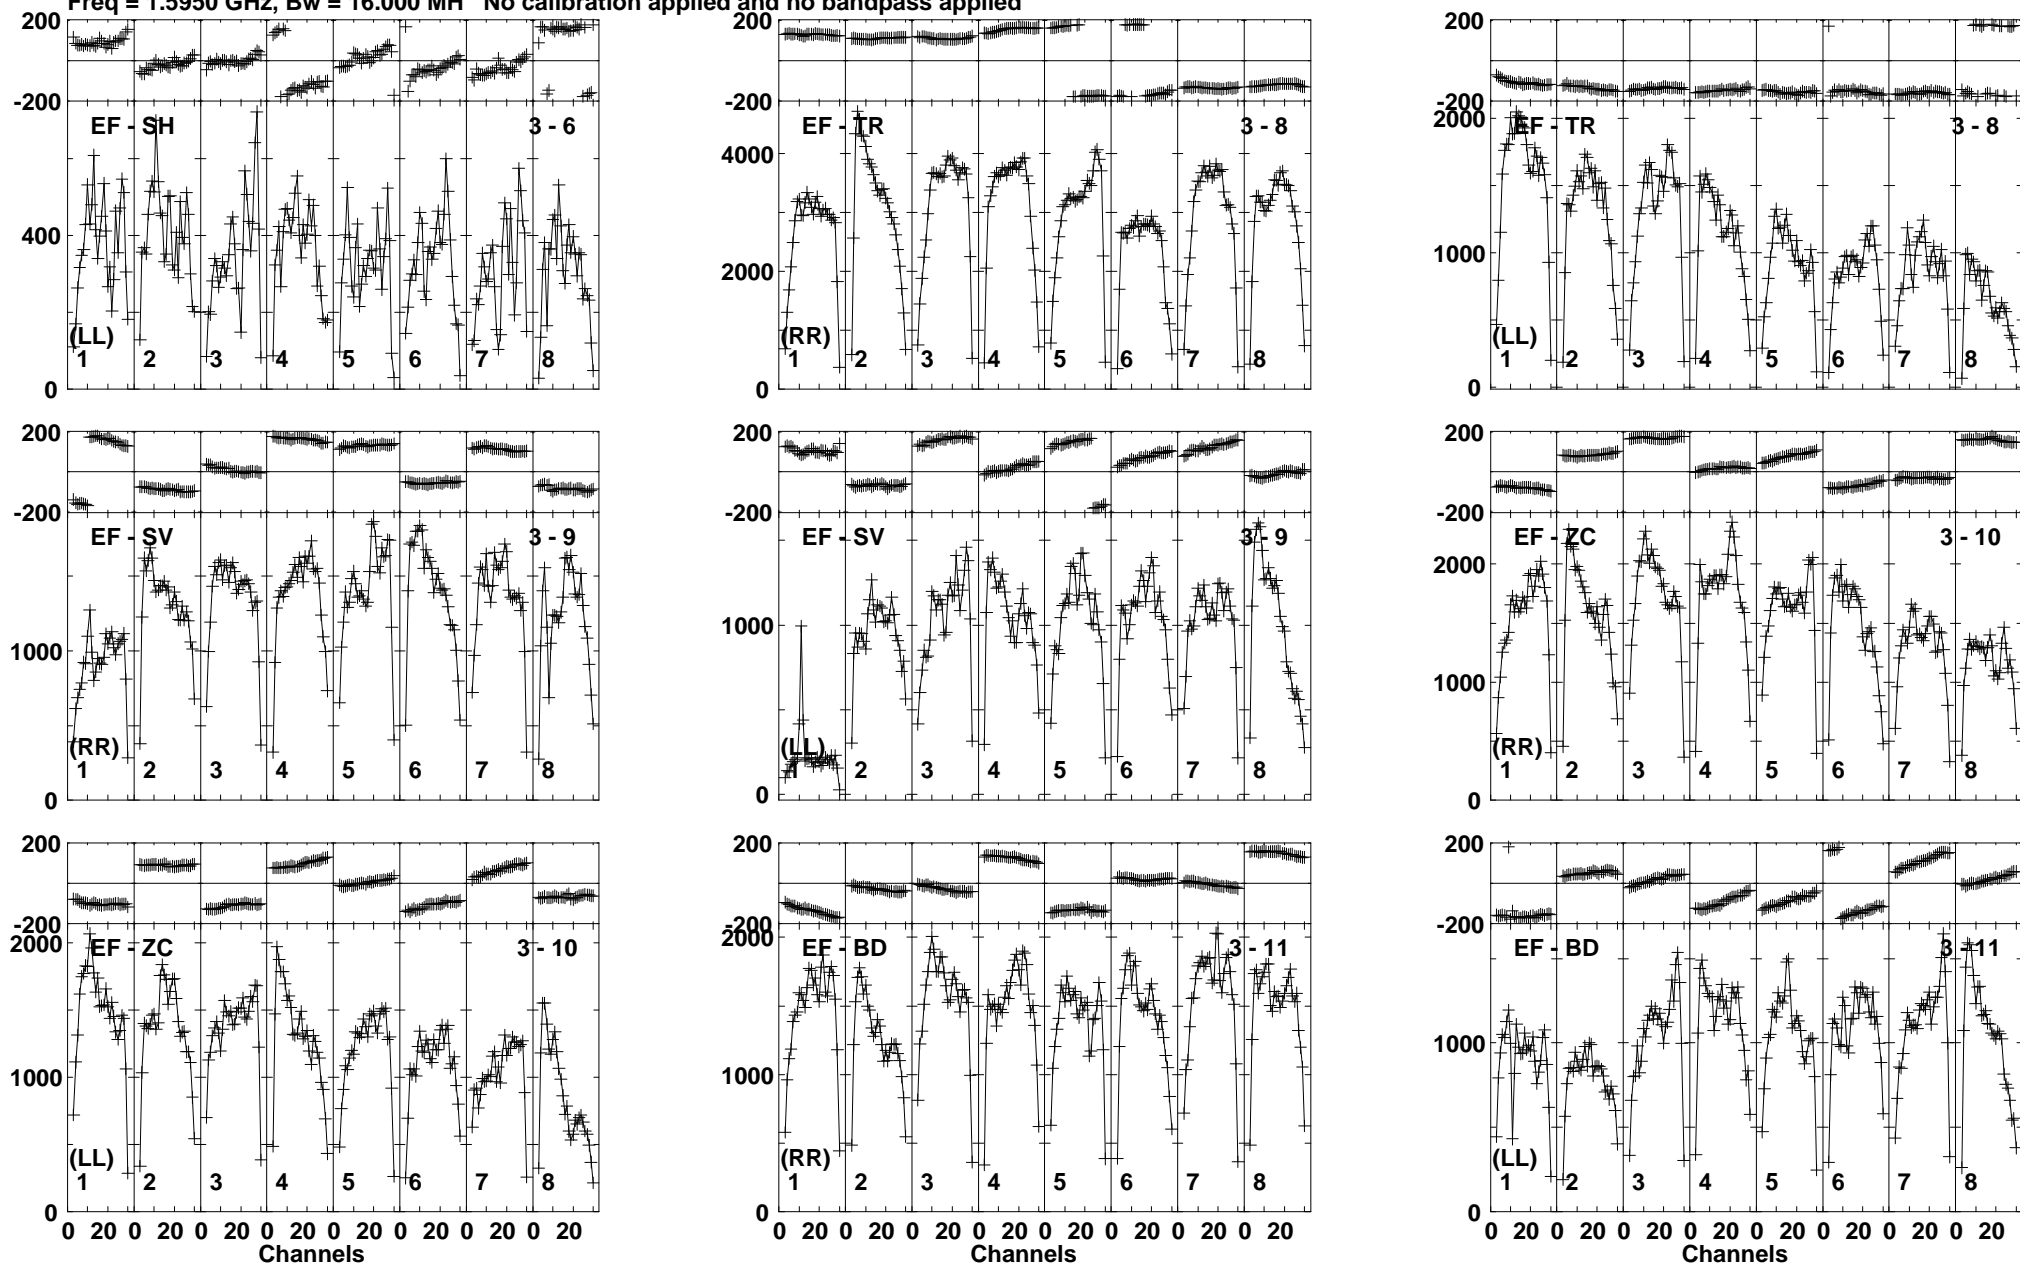 Freq = 1.5950 GHz, Bw = 16.000 MH No calibration applied and no bandpass applied
200 200 200
-200 -200 -200
EF - SH 3 - 6 EF - TR 3 - 8 EF - TR 3 - 8
2000
4000
400
2000 1000
(LL) (RR) (LL)
1 2 3 4 5 6 7 8 1 2 3 4 5 6 7 8 1 2 3 4 5 6 7 8
0 0 0
200 200 200
-200 -200 -200
EF - SV 3 - 9 EF - SV 3 - 9 EF - ZC 3 - 10
2000
1000 1000 1000
(RR) (LL) (RR)
1 2 3 4 5 6 7 8 1 2 3 4 5 6 7 8 1 2 3 4 5 6 7 8
0 0 0
200 200 200
-200 -200 -200
2000 2000
EF - ZC 3 - 10 EF - BD 3 - 11 EF - BD 3 - 11
1000 1000 1000
(LL) (RR) (LL)
1 2 3 4 5 6 7 8 1 2 3 4 5 6 7 8 1 2 3 4 5 6 7 8
0 0 0
0 20 0 20 0 20 0 20 0 20 0 20 0 20 0 20 0 20 0 20 0 20 0 20 0 20 0 20 0 20 0 20 0 20 0 20 0 20 0 20 0 20 0 20 0 20 0 20
Channels Channels Channels